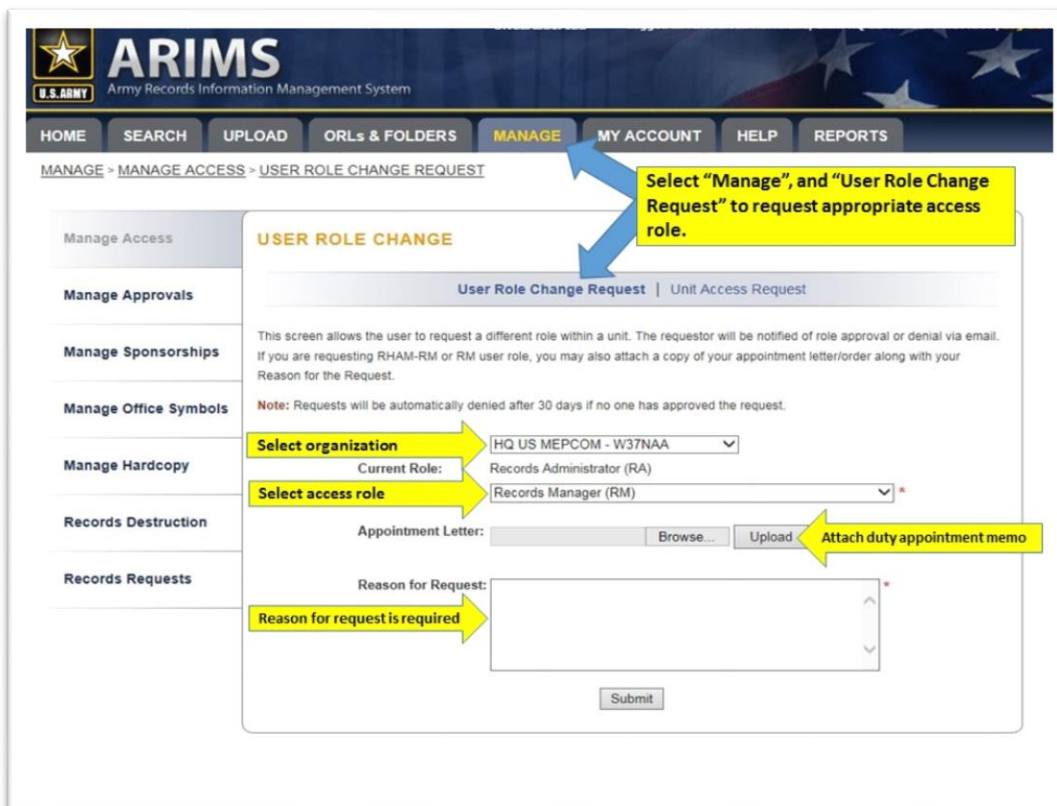 ARIMS
U.S.ARMY
Army Records Information Management System
HOME SEARCH UPLOAD ORLs & FOLDERS MANAGE MY ACCOUNT HELP REPORTS
MANAGE > MANAGE ACCESS > USER ROLE CHANGE REQUEST
Select “Manage”, and “User Role Change
Request” to request appropriate access
role.
Manage Access
Manage Approvals
Manage Sponsorships
Manage Office Symbols
Manage Hardcopy
Records Destruction
Records Requests
USER ROLE CHANGE
User Role Change Request | Unit Access Request
This screen allows the user to request a different role within a unit. The requestor will be notified of role approval or denial via email.
If you are requesting RHAM-RM or RM user role, you may also attach a copy of your appointment letter/order along with your
Reason for the Request.
Note: Requests will be automatically denied after 30 days if no one has approved the request.
Select organization HQ US MEPCOM - W37NAA
Current Role: Records Administrator (RA)
Select access role Records Manager (RM) *
Appointment Letter: Browse... Upload Attach duty appointment memo
Reason for Request: *
Reason for request is required
Submit